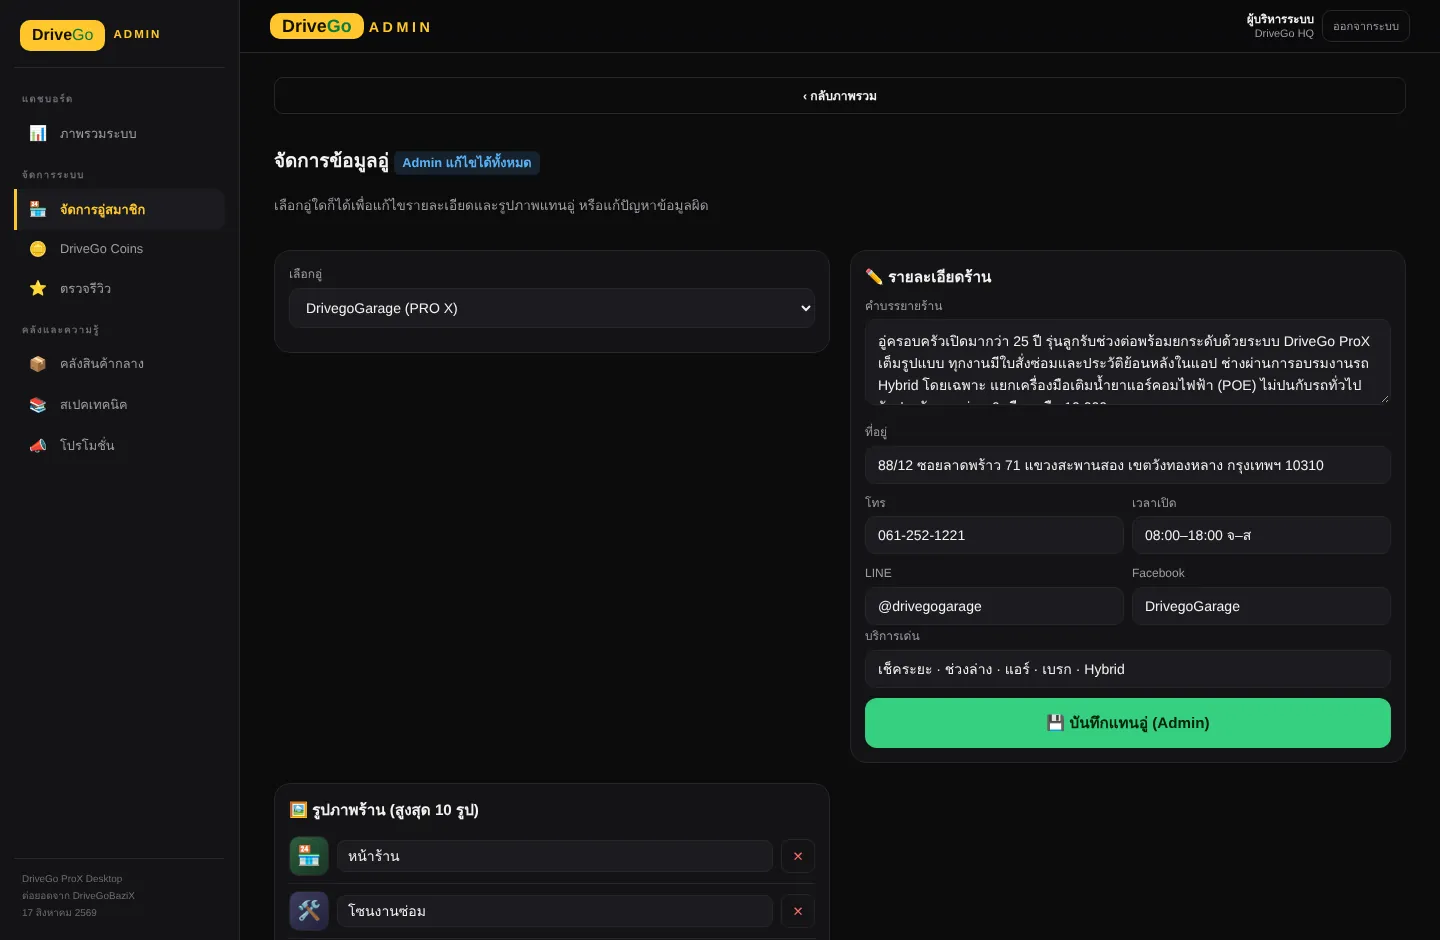 DriveGo ADMIN
แดชบอร์ด
ภาพรวมระบบ
จัดการระบบ
จัดการอู่สมาชิก
DriveGo Coins
ตรวจรีวิว
คลังและความรู้
คลังสินค้ากลาง
สเปคเทคนิค
โปรโมชั่น
DriveGo ProX Desktop
ต่อยอดจาก DriveGoBaziX
17 สิงหาคม 2569
DriveGo ADMIN
ผู้บริหารระบบ
DriveGo HQ
ออกจากระบบ
‹ กลับภาพรวม
จัดการข้อมูลอู่ Admin แก้ไขได้ทั้งหมด
เลือกอู่ใดก็ได้เพื่อแก้ไขรายละเอียดและรูปภาพแทนอู่ หรือแก้ปัญหาข้อมูลผิด
เลือกอู่
DrivegoGarage (PRO X)
✏️ รายละเอียดร้าน
คำบรรยายร้าน
อู่ครอบครัวเปิดมากว่า 25 ปี รุ่นลูกรับช่วงต่อพร้อมยกระดับด้วยระบบ DriveGo ProX
เต็มรูปแบบ ทุกงานมีใบสั่งซ่อมและประวัติย้อนหลังในแอป ช่างผ่านการอบรมงานรถ
Hybrid โดยเฉพาะ แยกเครื่องมือเติมน้ำยาแอร์คอมไฟฟ้า (POE) ไม่ปนกับรถทั่วไป
ที่อยู่
88/12 ซอยลาดพร้าว 71 แขวงสะพานสอง เขตวังทองหลาง กรุงเทพฯ 10310
โทร
061-252-1221
เวลาเปิด
08:00–18:00 จ–ส
LINE
@drivegogarage
Facebook
DrivegoGarage
บริการเด่น
เช็คระยะ · ช่วงล่าง · แอร์ · เบรก · Hybrid
💾 บันทึกแทนอู่ (Admin)
🖼️ รูปภาพร้าน (สูงสุด 10 รูป)
หน้าร้าน ✕
โซนงานซ่อม ✕